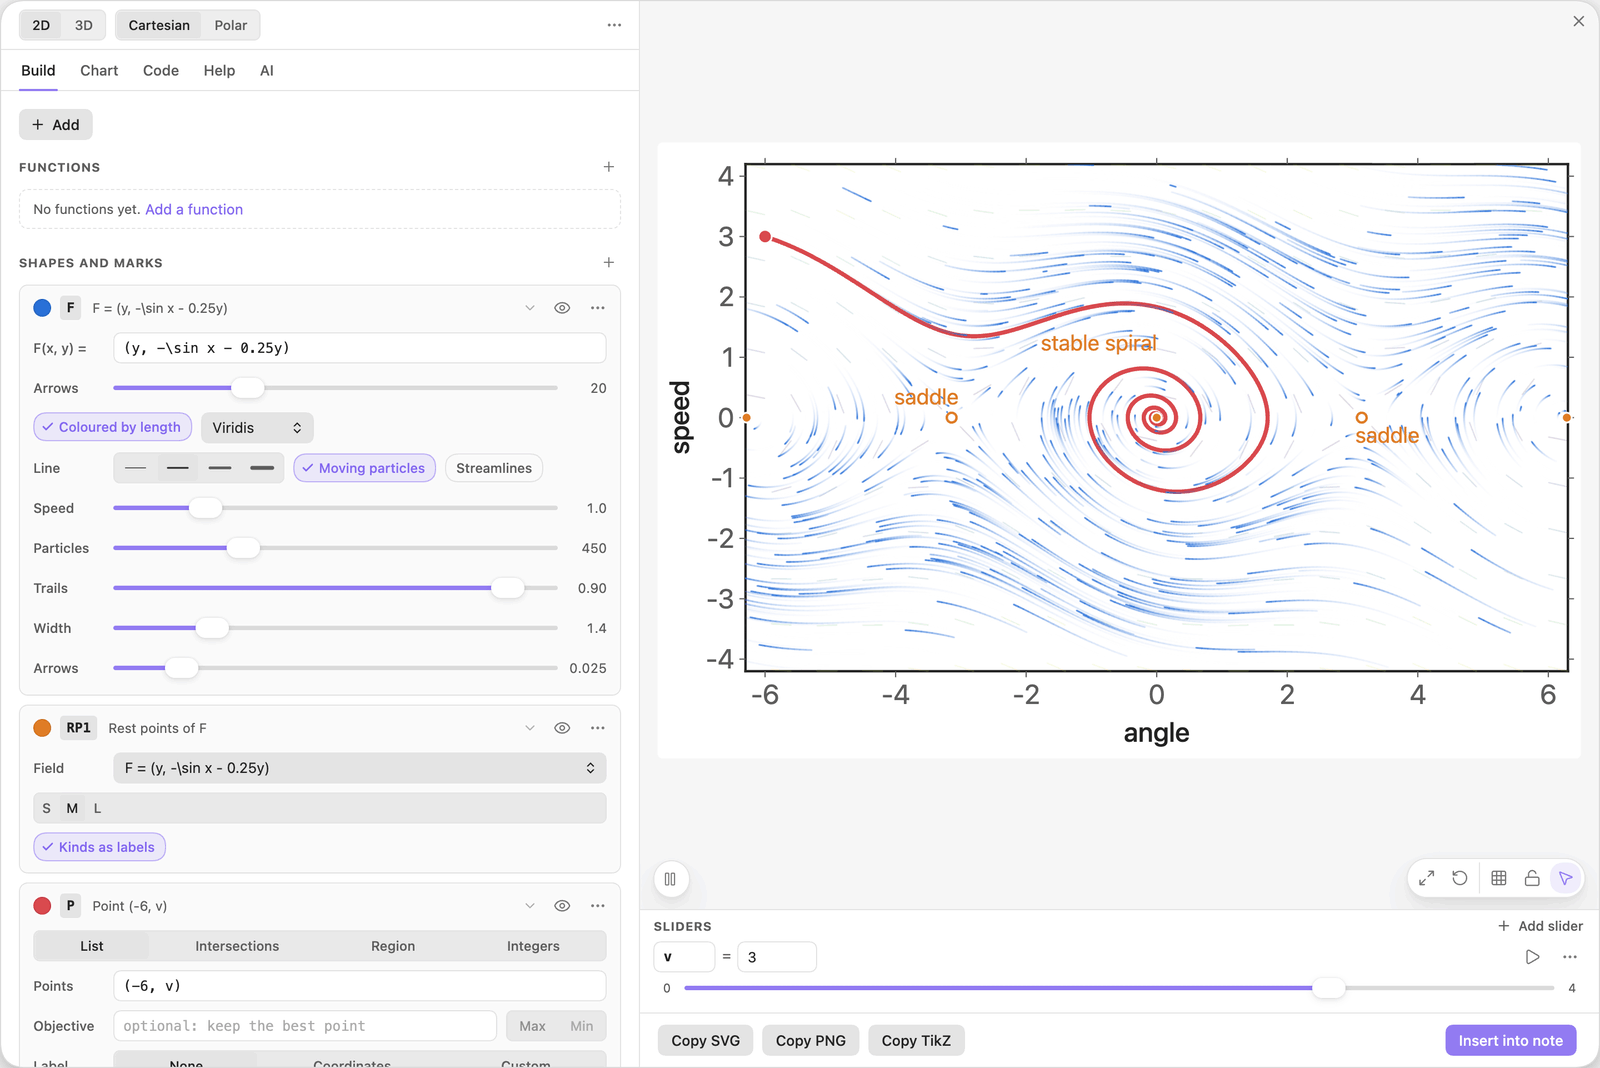 2D 3D Cartesian Polar
Build Chart Code Help AI
+ Add
FUNCTIONS
No functions yet. Add a function
SHAPES AND MARKS
F F = (y, -\sin x - 0.25y)
F(x, y) = (y, -\sin x - 0.25y)
Arrows 20
Coloured by length Viridis
Line Moving particles Streamlines
Speed 1.0
Particles 450
Trails 0.90
Width 1.4
Arrows 0.025
RP1 Rest points of F
Field F = (y, -\sin x - 0.25y)
S M L
Kinds as labels
P Point (-6, v)
List Intersections Region Integers
Points (-6, v)
Objective optional: keep the best point Max Min
Label None Coordinates Custom
4
3
2
1
0
-1
-2
-3
-4
speed
stable spiral
saddle
saddle
-6 -4 -2 0 2 4 6
angle
SLIDERS + Add slider
v = 3
0 4
Copy SVG Copy PNG Copy TikZ Insert into note